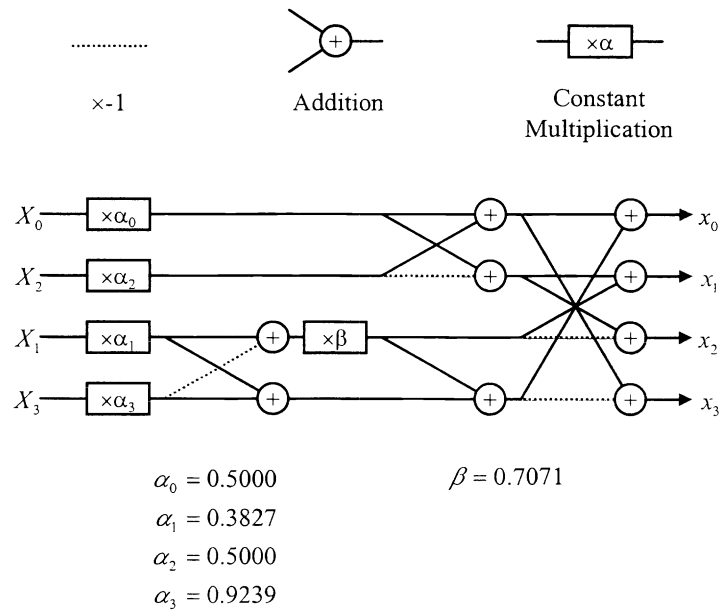 ×-1
+
Addition
×α
Constant
Multiplication
X₀ ×α₀ + + x₀
X₂ ×α₂ + + x₁
X₁ ×α₁ + ×β + x₂
X₃ ×α₃ + + + x₃
α₀ = 0.5000 β = 0.7071
α₁ = 0.3827
α₂ = 0.5000
α₃ = 0.9239